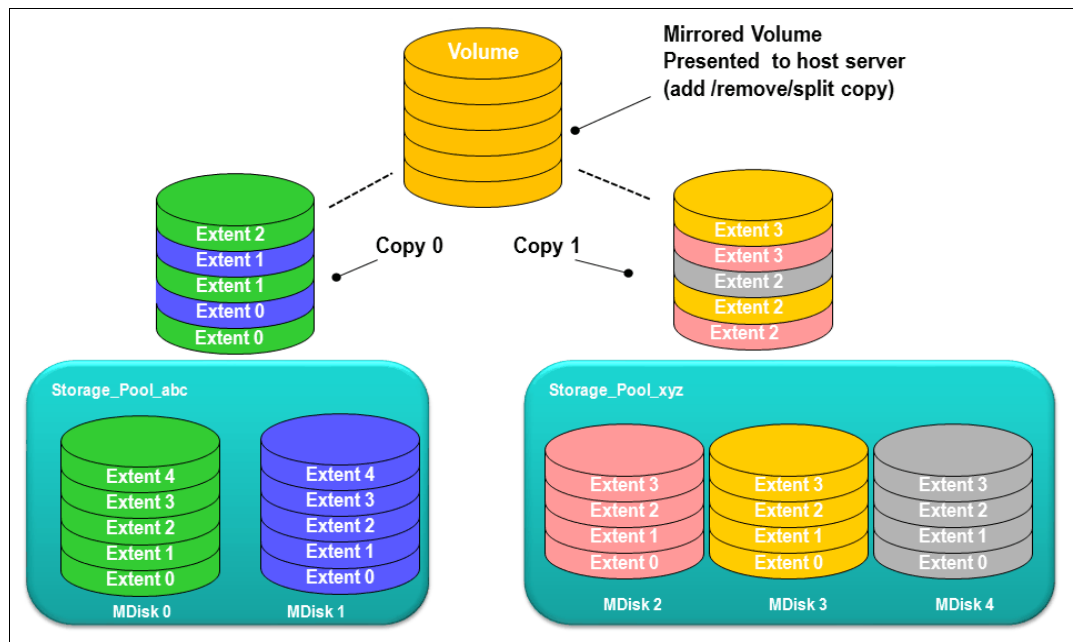 Volume
Mirrored Volume
Presented to host server
(add /remove/split copy)
Extent 2
Extent 1
Extent 1
Extent 0
Extent 0
Copy 0
Copy 1
Extent 3
Extent 3
Extent 2
Extent 2
Extent 2
Storage_Pool_abc
Extent 4
Extent 3
Extent 2
Extent 1
Extent 0
MDisk 0
Extent 4
Extent 3
Extent 2
Extent 1
Extent 0
MDisk 1
Storage_Pool_xyz
Extent 3
Extent 2
Extent 1
Extent 0
MDisk 2
Extent 3
Extent 2
Extent 1
Extent 0
MDisk 3
Extent 3
Extent 2
Extent 1
Extent 0
MDisk 4